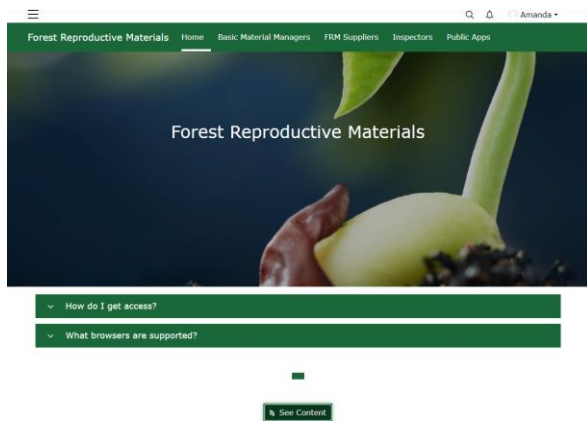 Amanda
Forest Reproductive Materials Home Basic Material Managers FRM Suppliers Inspectors Public Apps
Forest Reproductive Materials
How do I get access?
What browsers are supported?
See Content